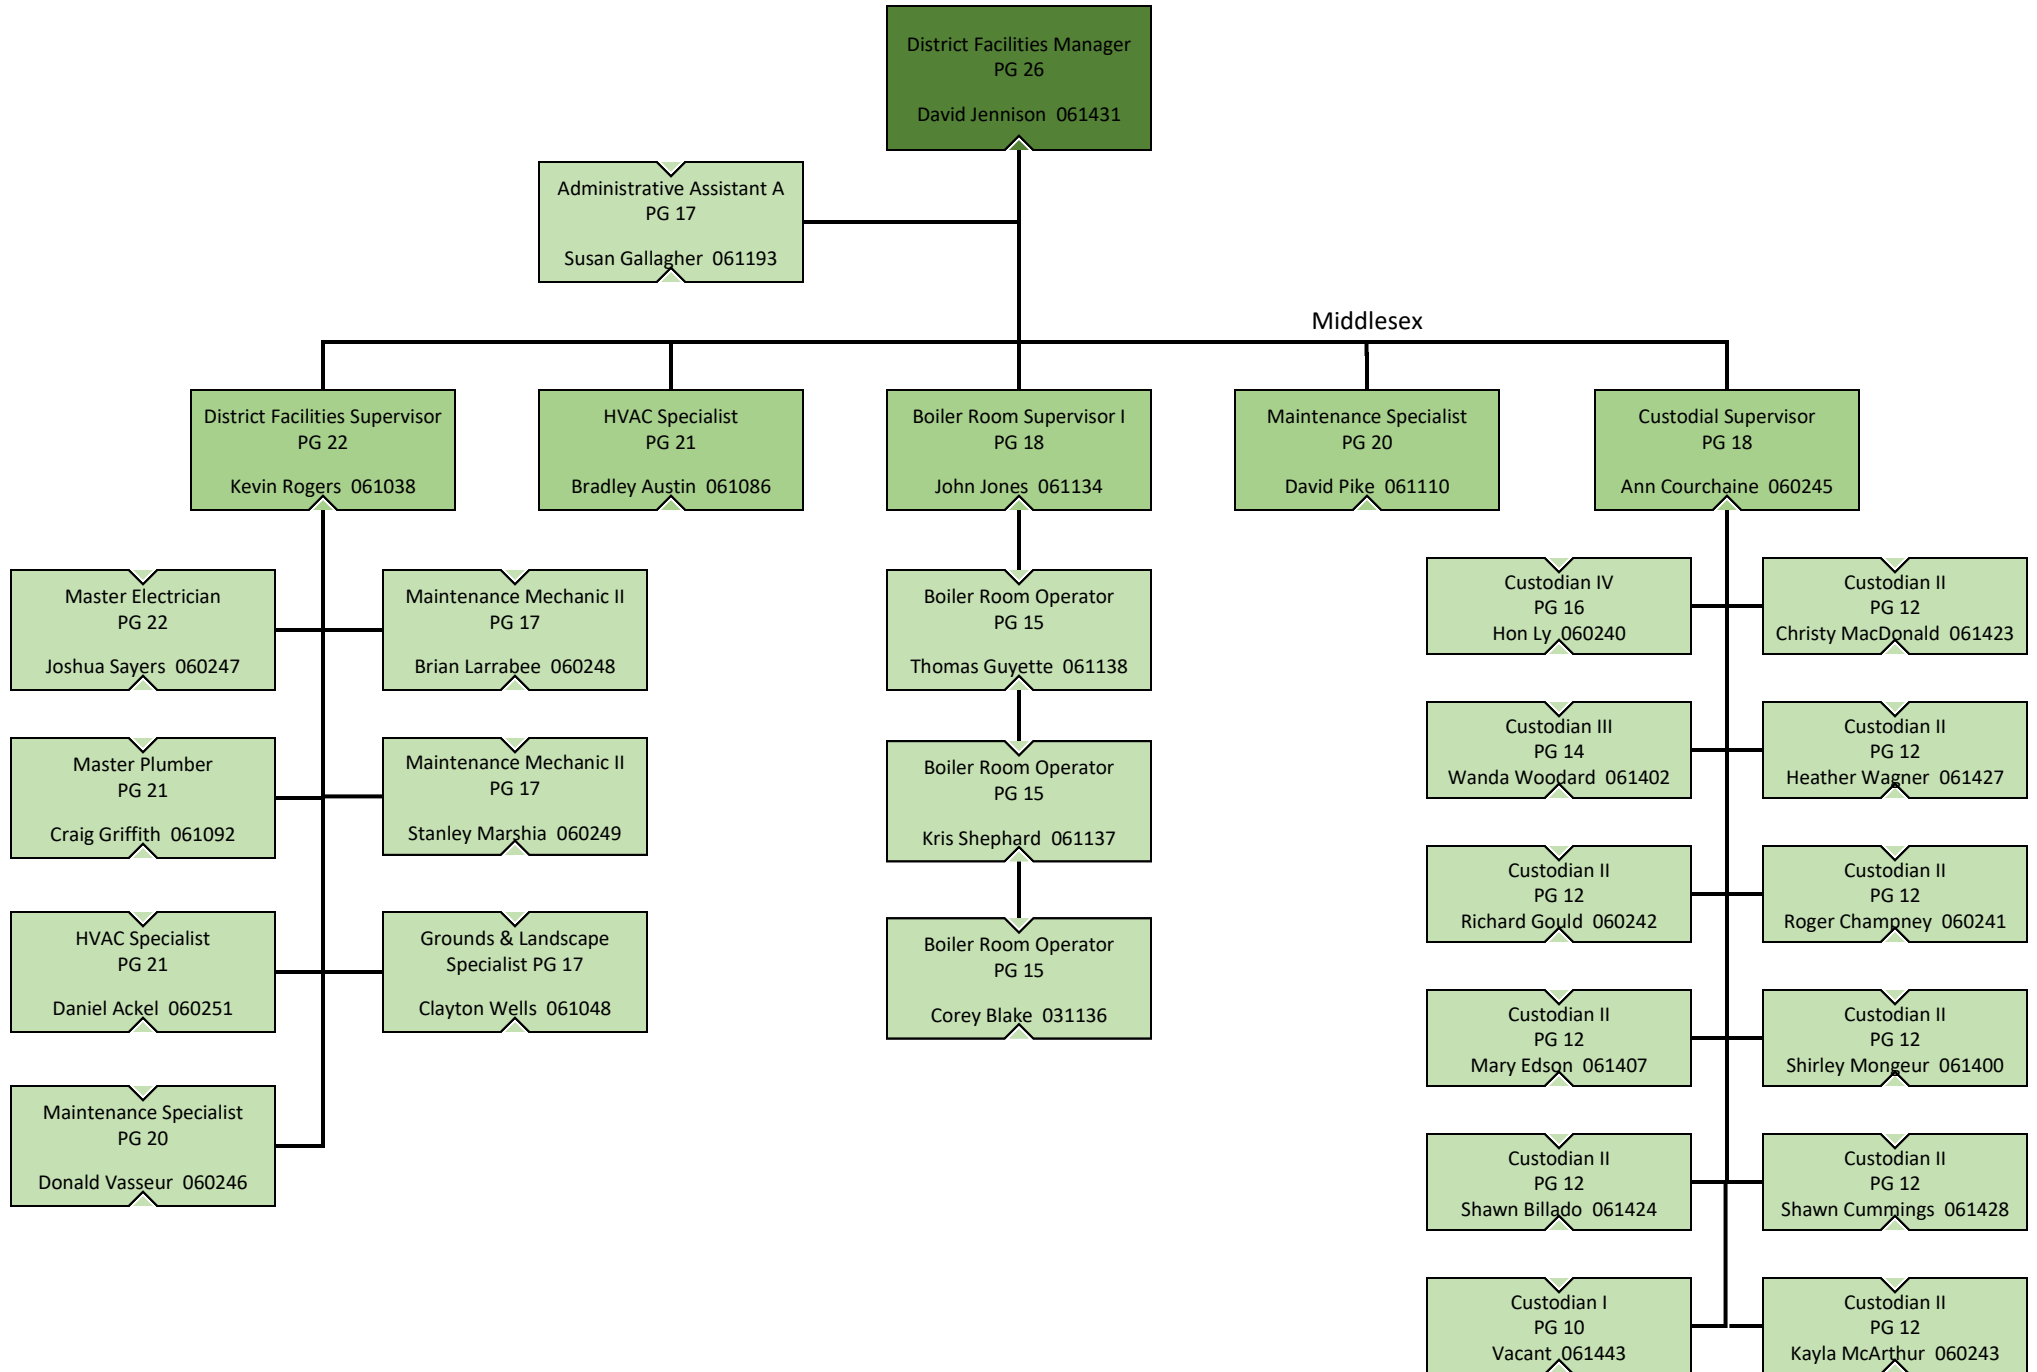 District Facilities Manager
PG 26
David Jennison  061431
Administrative Assistant A
PG 17
Susan Gallagher  061193
Middlesex
District Facilities Supervisor
PG 22
Kevin Rogers  061038
HVAC Specialist
PG 21
Bradley Austin  061086
Boiler Room Supervisor I
PG 18
John Jones  061134
Maintenance Specialist
PG 20
David Pike  061110
Custodial Supervisor
PG 18
Ann Courchaine  060245
Master Electrician
PG 22
Joshua Sayers  060247
Maintenance Mechanic II
PG 17
Brian Larrabee  060248
Master Plumber
PG 21
Craig Griffith  061092
Maintenance Mechanic II
PG 17
Stanley Marshia  060249
HVAC Specialist
PG 21
Daniel Ackel  060251
Grounds & Landscape
Specialist PG 17
Clayton Wells  061048
Maintenance Specialist
PG 20
Donald Vasseur  060246
Boiler Room Operator
PG 15
Thomas Guyette  061138
Boiler Room Operator
PG 15
Kris Shephard  061137
Boiler Room Operator
PG 15
Corey Blake  031136
Custodian IV
PG 16
Hon Ly  060240
Custodian II
PG 12
Christy MacDonald  061423
Custodian III
PG 14
Wanda Woodard  061402
Custodian II
PG 12
Heather Wagner  061427
Custodian II
PG 12
Richard Gould  060242
Custodian II
PG 12
Roger Champney  060241
Custodian II
PG 12
Mary Edson  061407
Custodian II
PG 12
Shirley Mongeur  061400
Custodian II
PG 12
Shawn Billado  061424
Custodian II
PG 12
Shawn Cummings  061428
Custodian I
PG 10
Vacant  061443
Custodian II
PG 12
Kayla McArthur  060243